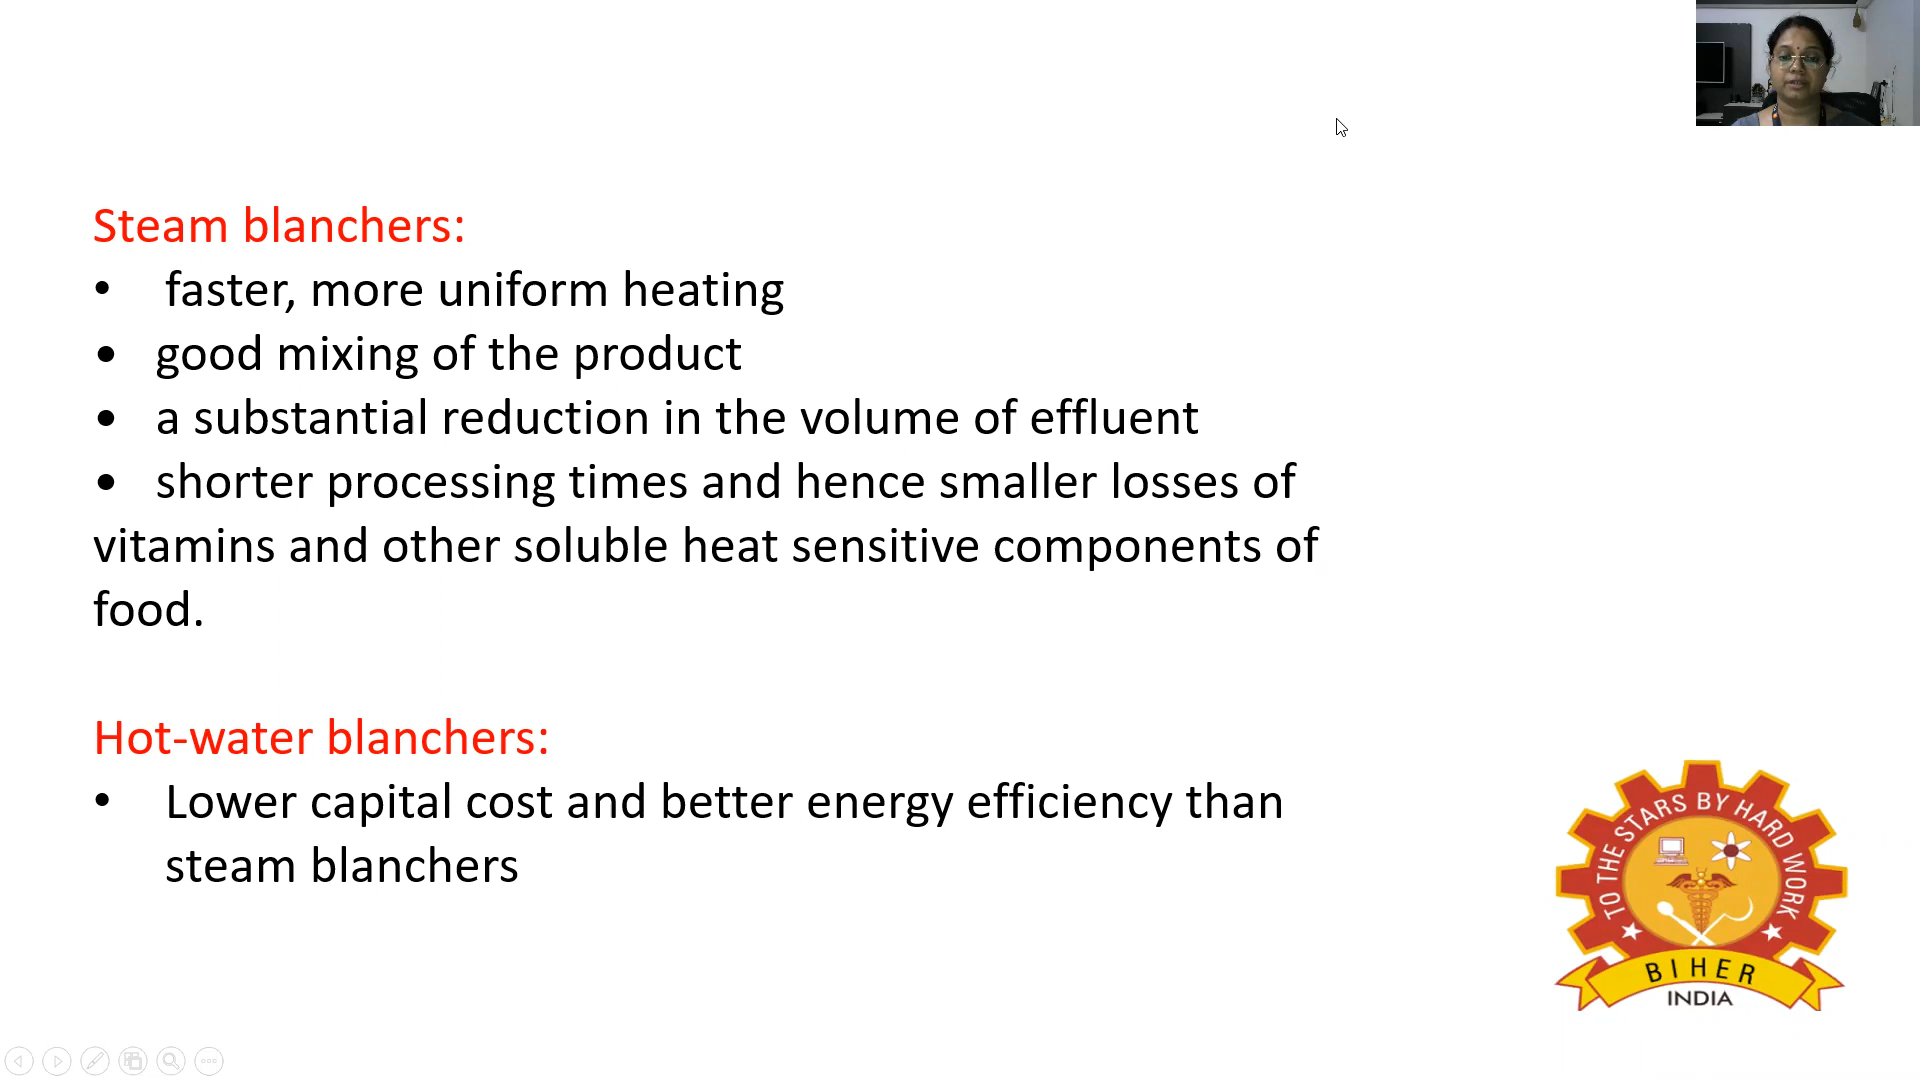 Steam blanchers:
• faster, more uniform heating
• good mixing of the product
• a substantial reduction in the volume of effluent
• shorter processing times and hence smaller losses of
vitamins and other soluble heat sensitive components of
food.
Hot-water blanchers:
• Lower capital cost and better energy efficiency than
steam blanchers
TO THE STARS BY HARD WORK
BIHER
INDIA